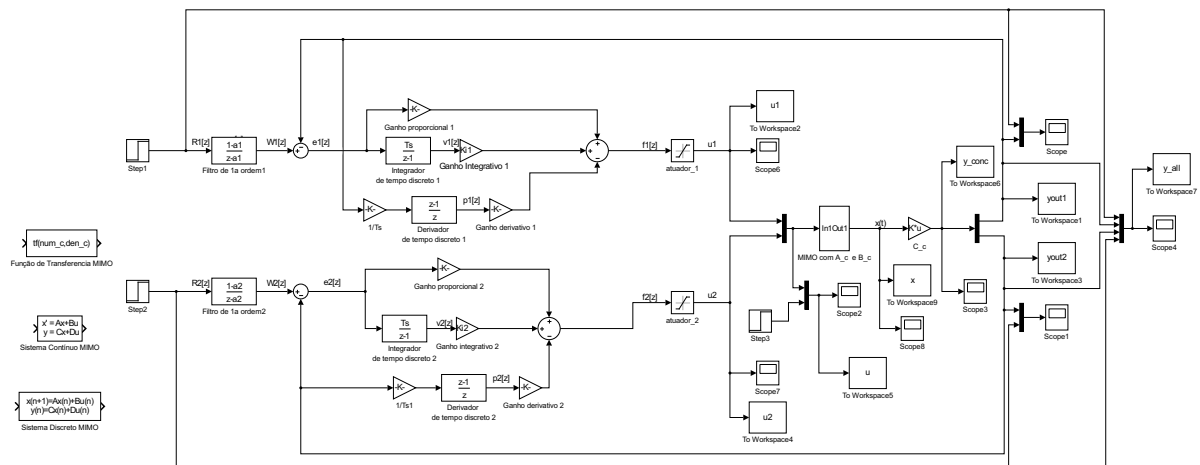 u1
To Workspace2
-K-
Ganho proporcional 1
Step1
R1[z]
1-a1
z-a1
Filtro de 1a ordem1
W1[z]
e1[z]
Ts
z-1
Integrador
de tempo discreto 1
v1[z]
Ki1
Ganho Integrativo 1
f1[z]
atuador_1
u1
Scope6
-K-
1/Ts
z-1
z
Derivador
de tempo discreto 1
p1[z]
-K-
Ganho derivativo 1
Scope
y_conc
To Workspace6
y_all
To Workspace7
yout1
To Workspace1
Scope4
In1Out1
MIMO com A_c e B_c
x(t)
K*u
C_c
yout2
To Workspace3
tf(num_c,den_c)
Função de Transferencia MIMO
-K-
Ganho proporcional 2
Step2
R2[z]
1-a2
z-a2
Filtro de 1a ordem2
W2[z]
e2[z]
Ts
z-1
Integrador
de tempo discreto 2
v2[z]
Ki2
Ganho integrativo 2
f2[z]
atuador_2
u2
Step3
Scope2
x
To Workspace9
Scope3
Scope8
Scope1
x' = Ax+Bu
y = Cx+Du
Sistema Contínuo MIMO
-K-
1/Ts1
z-1
z
Derivador
de tempo discreto 2
p2[z]
-K-
Ganho derivativo 2
Scope7
u
To Workspace5
x(n+1)=Ax(n)+Bu(n)
y(n)=Cx(n)+Du(n)
Sistema Discreto MIMO
u2
To Workspace4